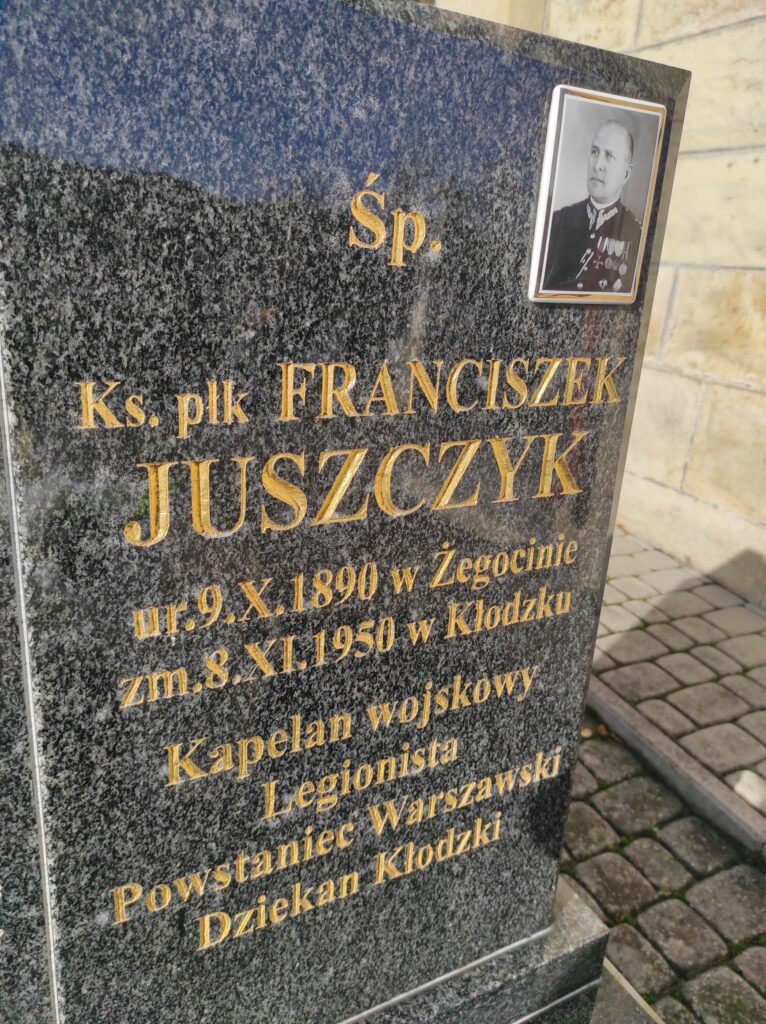 Śp.
Ks. płk FRANCISZEK
JUSZCZYK
ur.9.X.1890 w Żegocinie
zm.8.XI.1950 w Kłodzku
Kapelan wojskowy
Legionista
Powstaniec Warszawski
Dziekan Kłodzki